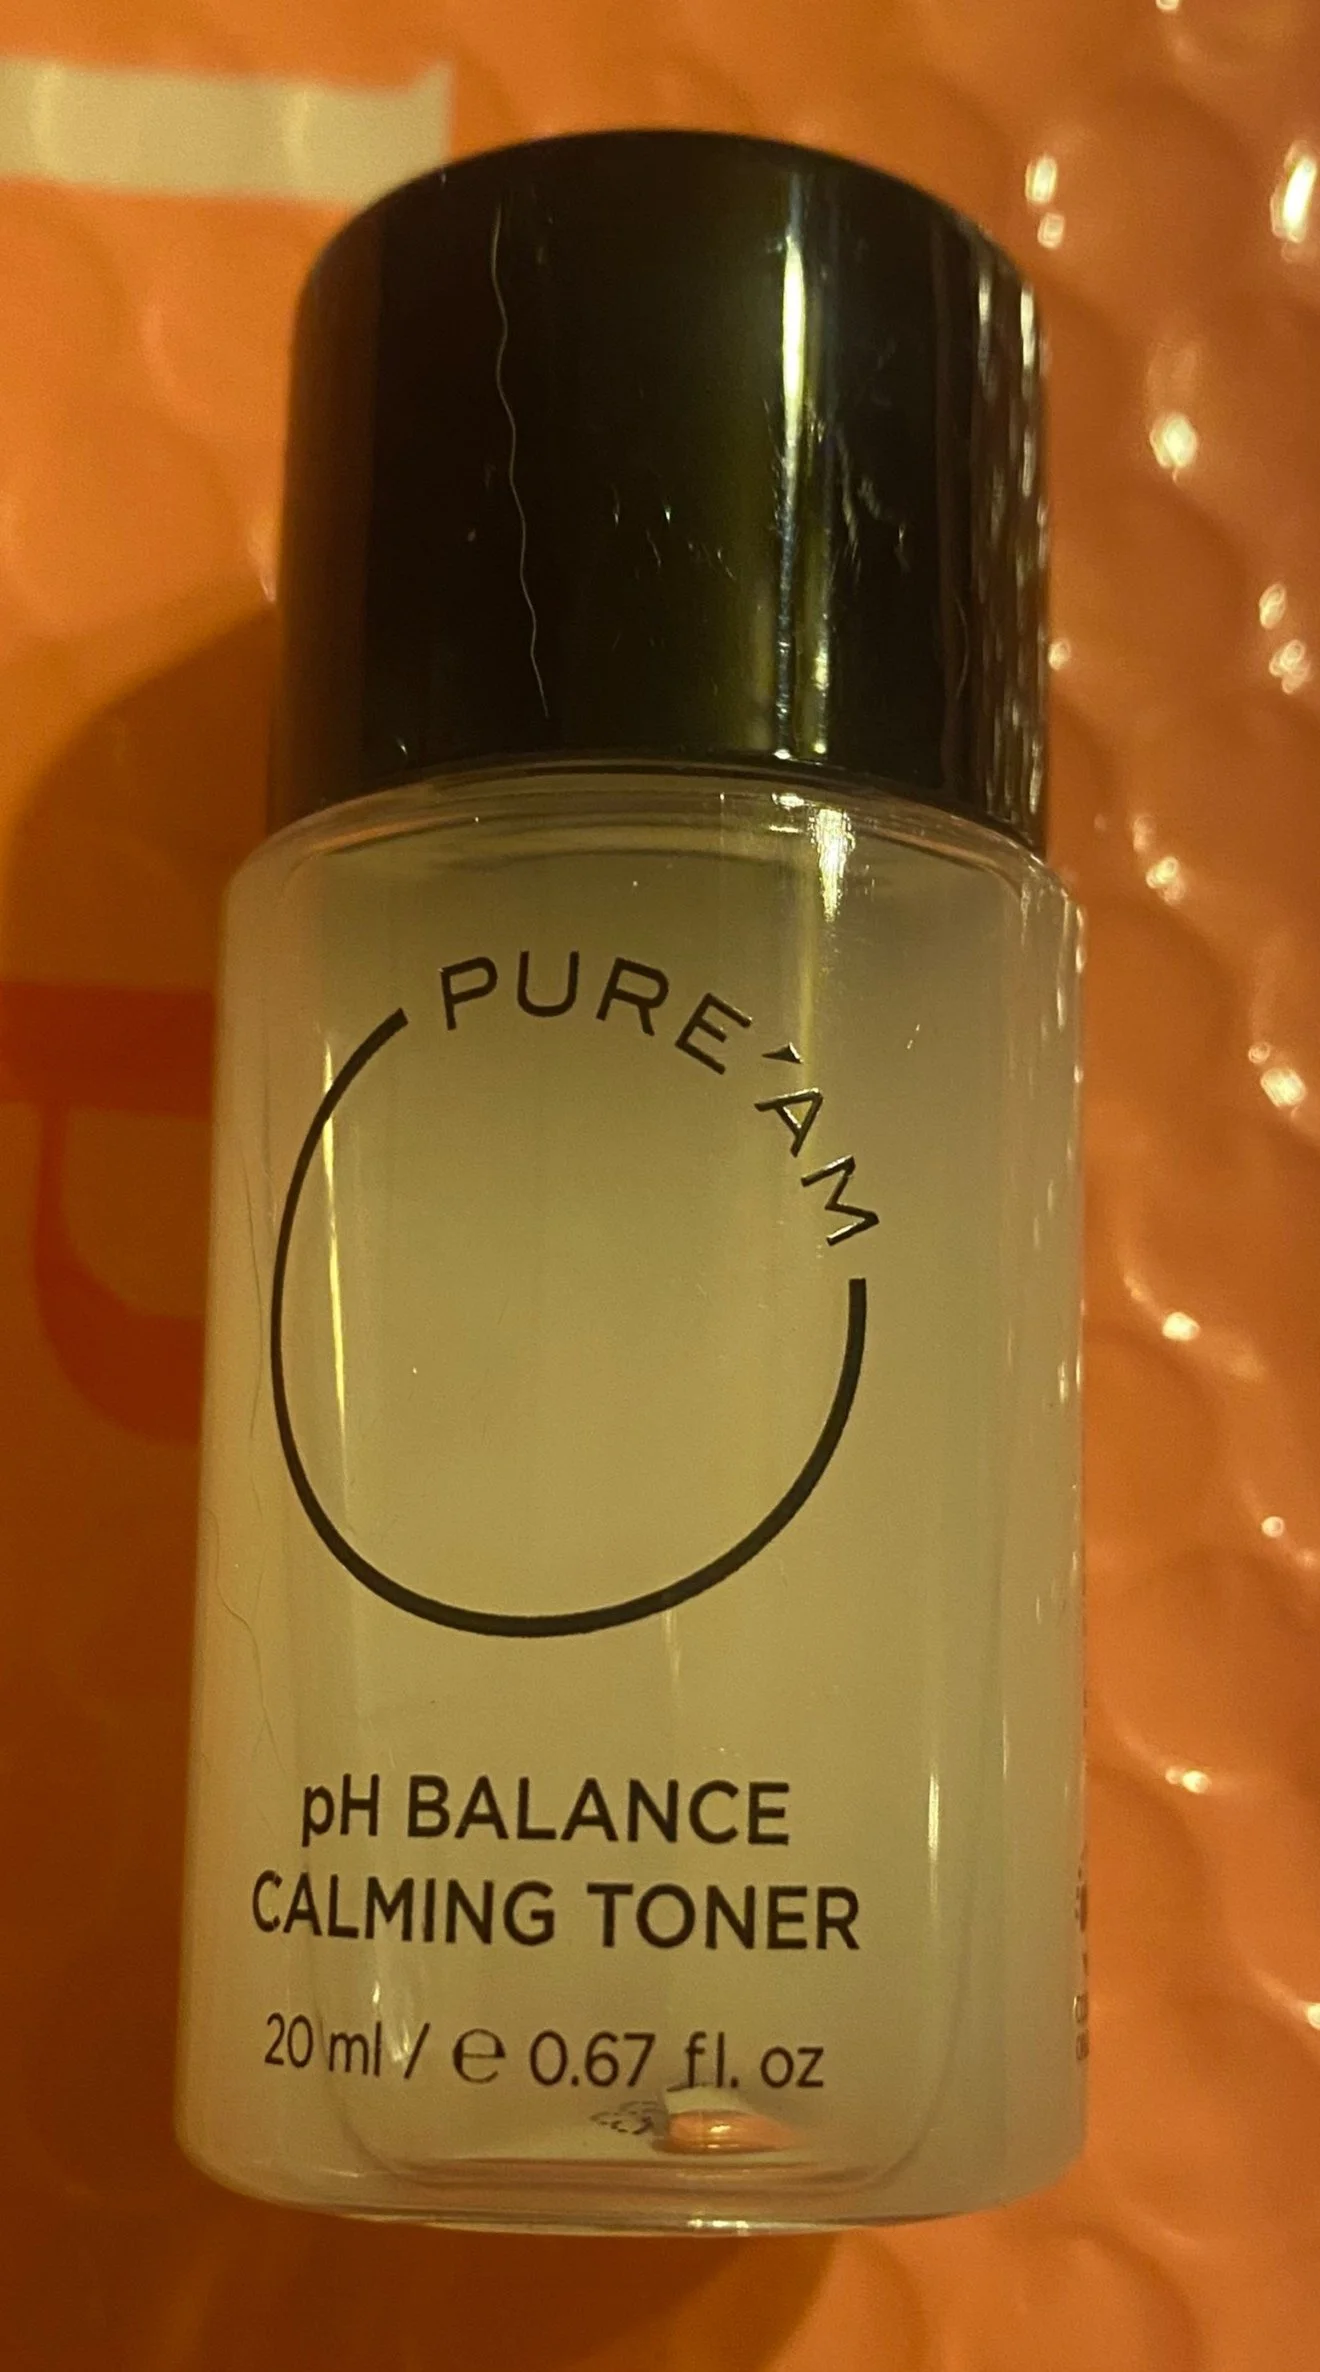 PURE´AM
pH BALANCE
CALMING TONER
20 ml / ℮ 0.67 fl. oz